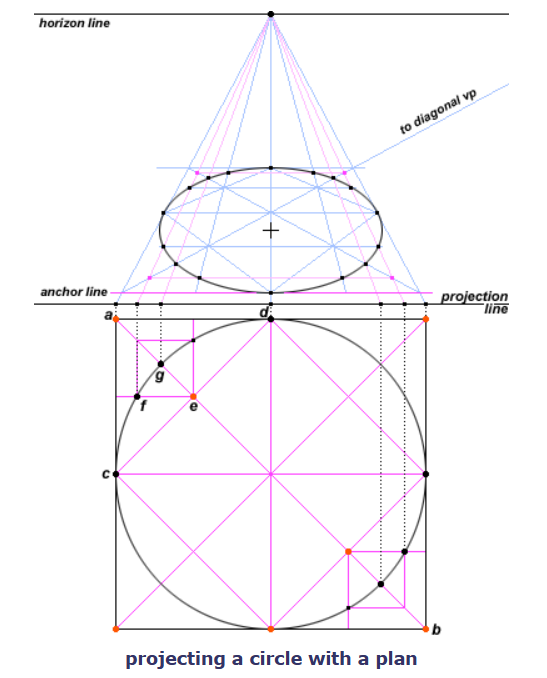 horizon line
to diagonal vp
anchor line
projection
line
a
d
g
f
e
c
b
projecting a circle with a plan